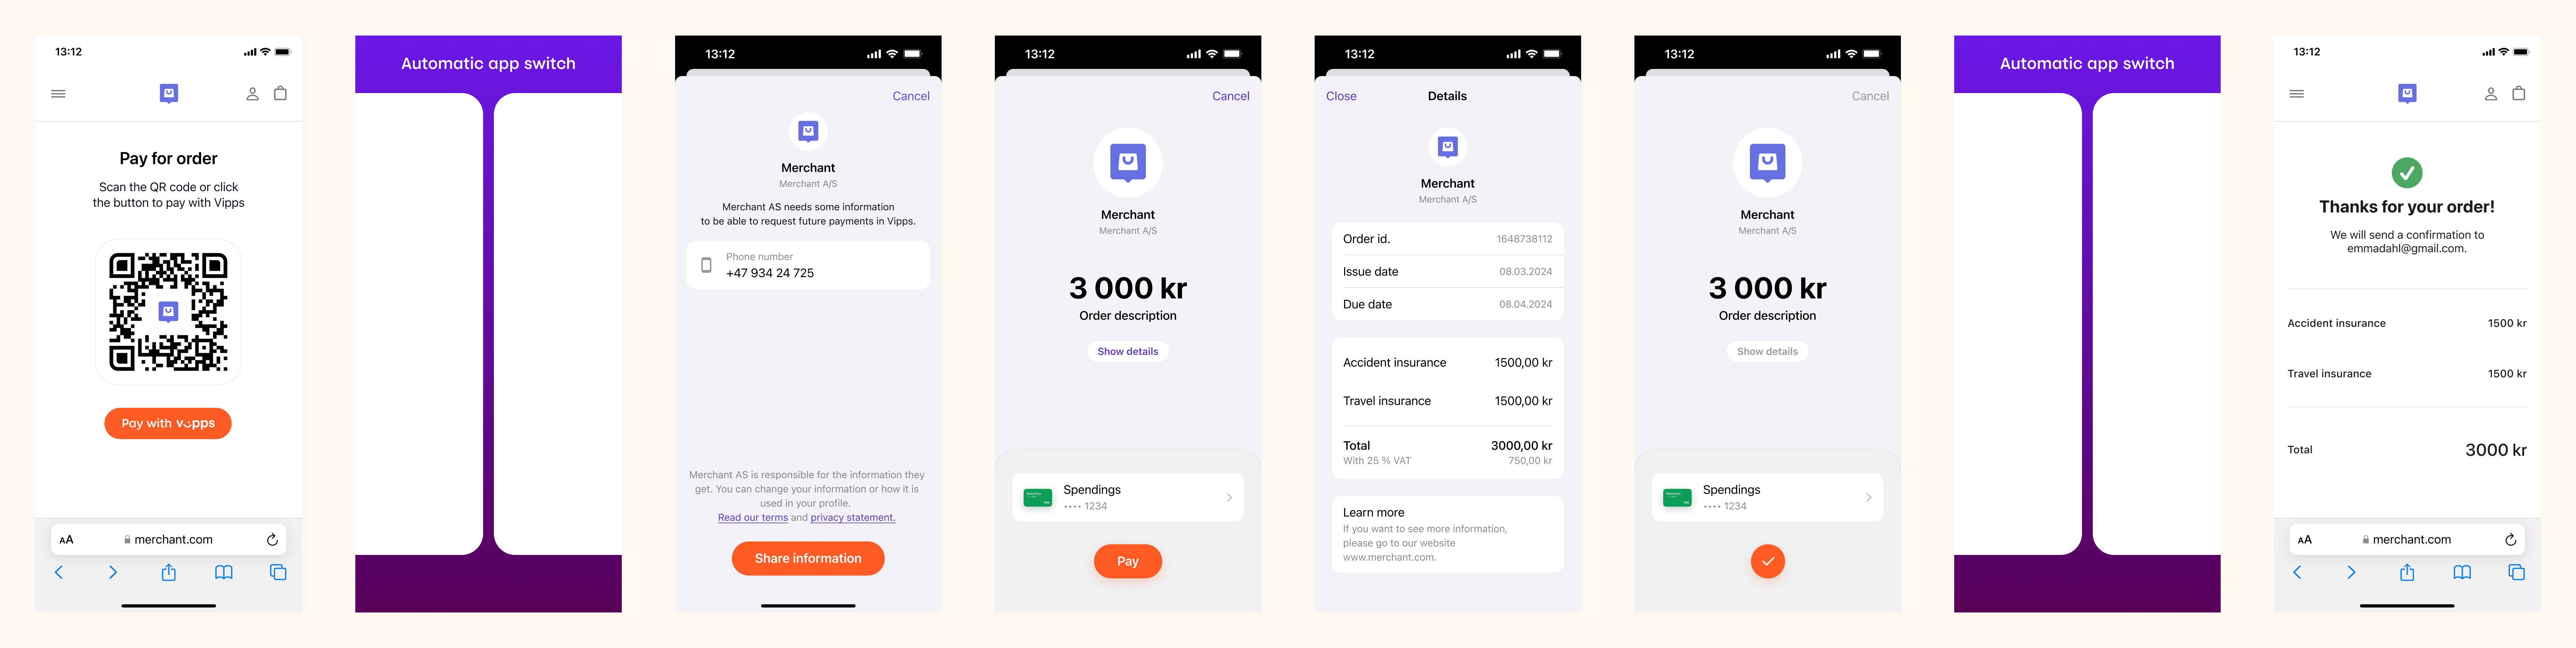 13:12
Pay for order
Scan the QR code or click
the button to pay with Vipps
Pay with vipps
AA merchant.com
Automatic app switch
13:12
Cancel
Merchant
Merchant A/S
Merchant AS needs some information
to be able to request future payments in Vipps.
Phone number
+47 934 24 725
Merchant AS is responsible for the information they
get. You can change your information or how it is
used in your profile.
Read our terms and privacy statement.
Share information
13:12
Cancel
Merchant
Merchant A/S
3 000 kr
Order description
Show details
Spendings
•••• 1234
Pay
13:12
Close Details
Merchant
Merchant A/S
Order id. 1648738112
Issue date 08.03.2024
Due date 08.04.2024
Accident insurance 1500,00 kr
Travel insurance 1500,00 kr
Total 3000,00 kr
With 25 % VAT 750,00 kr
Learn more
If you want to see more information,
please go to our website
www.merchant.com.
13:12
Cancel
Merchant
Merchant A/S
3 000 kr
Order description
Show details
Spendings
•••• 1234
Automatic app switch
13:12
Thanks for your order!
We will send a confirmation to
emmadahl@gmail.com.
Accident insurance 1500 kr
Travel insurance 1500 kr
Total 3000 kr
AA merchant.com